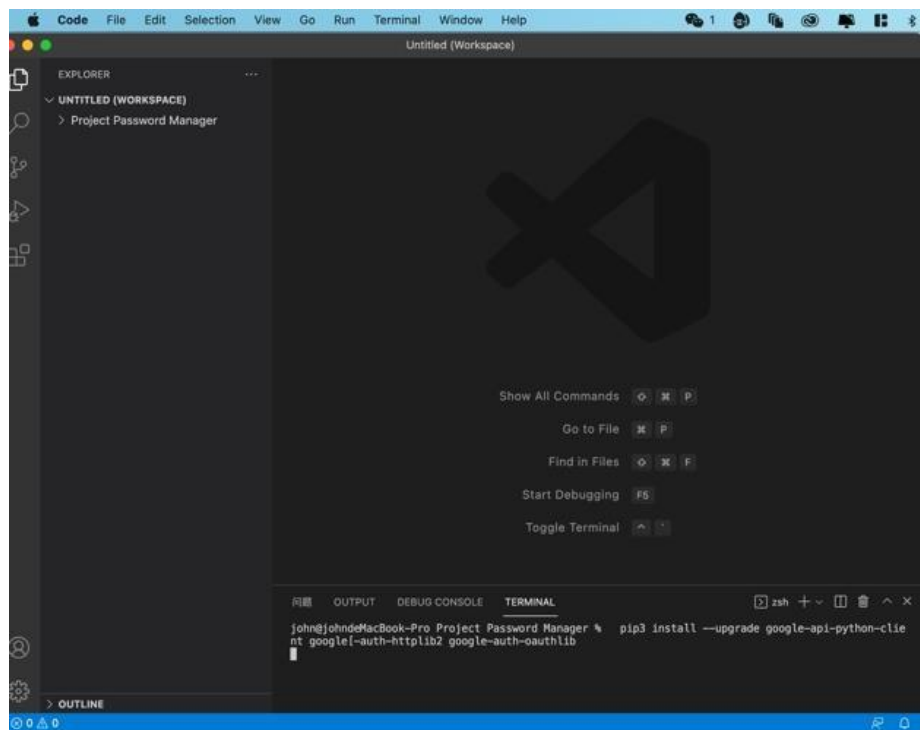 Code File Edit Selection View Go Run Terminal Window Help 1
Untitled (Workspace)
EXPLORER ...
UNTITLED (WORKSPACE)
Project Password Manager
Show All Commands ⇧ ⌘ P
Go to File ⌘ P
Find in Files ⇧ ⌘ F
Start Debugging F5
Toggle Terminal ^ `
问题 OUTPUT DEBUG CONSOLE TERMINAL zsh
john@johndeMacBook-Pro Project Password Manager % pip3 install --upgrade google-api-python-clie
nt google[-auth-httplib2 google-auth-oauthlib
OUTLINE
0 0